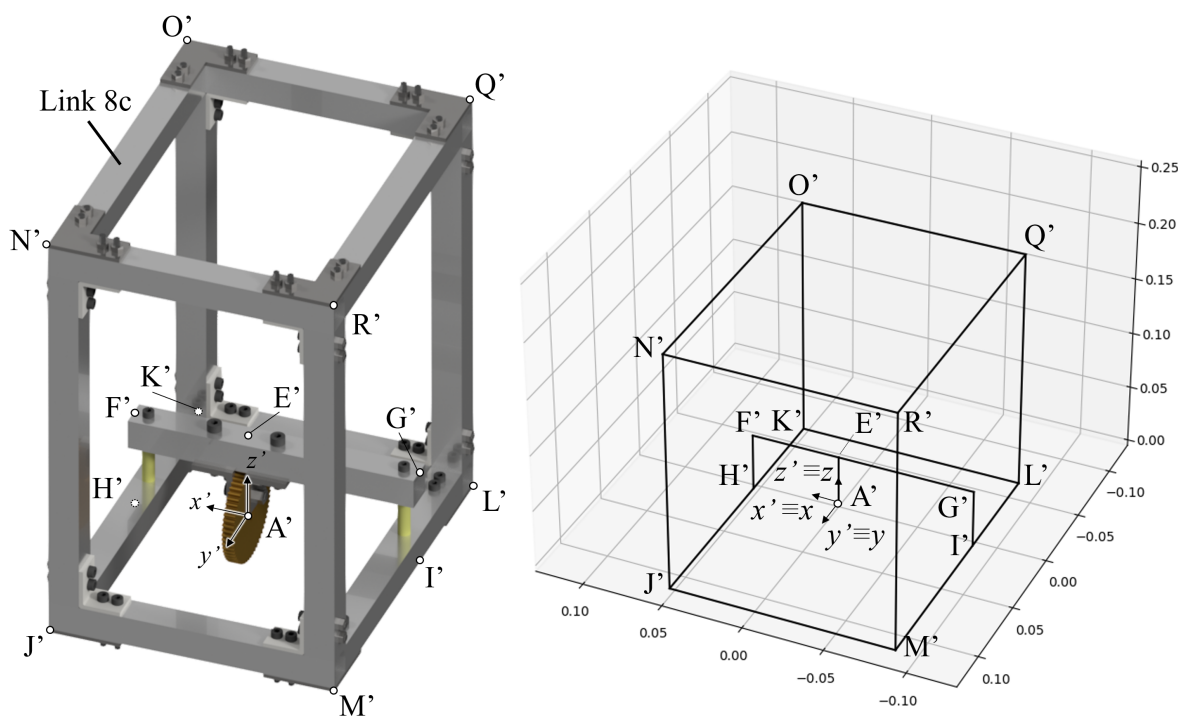 O’
Link 8c
Q’
N’
R’
K’
E’
F’
G’
z’
H’
x’
A’
L’
y’
I’
J’
M’
O’
Q’
N’
F’
K’
E’
R’
H’
z’≡z
L’
x’≡x
A’
G’
y’≡y
I’
J’
M’
0.25
0.20
0.15
0.10
0.05
0.00
−0.10
−0.05
0.00
0.05
0.10
0.10
0.05
0.00
−0.05
−0.10